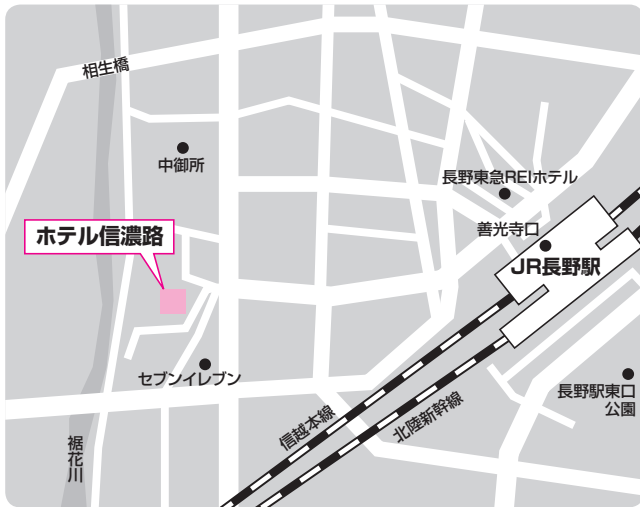 相生橋
中御所
長野東急REIホテル
善光寺口
JR長野駅
ホテル信濃路
セブンイレブン
長野駅東口
公園
信越本線
北陸新幹線
裾花川